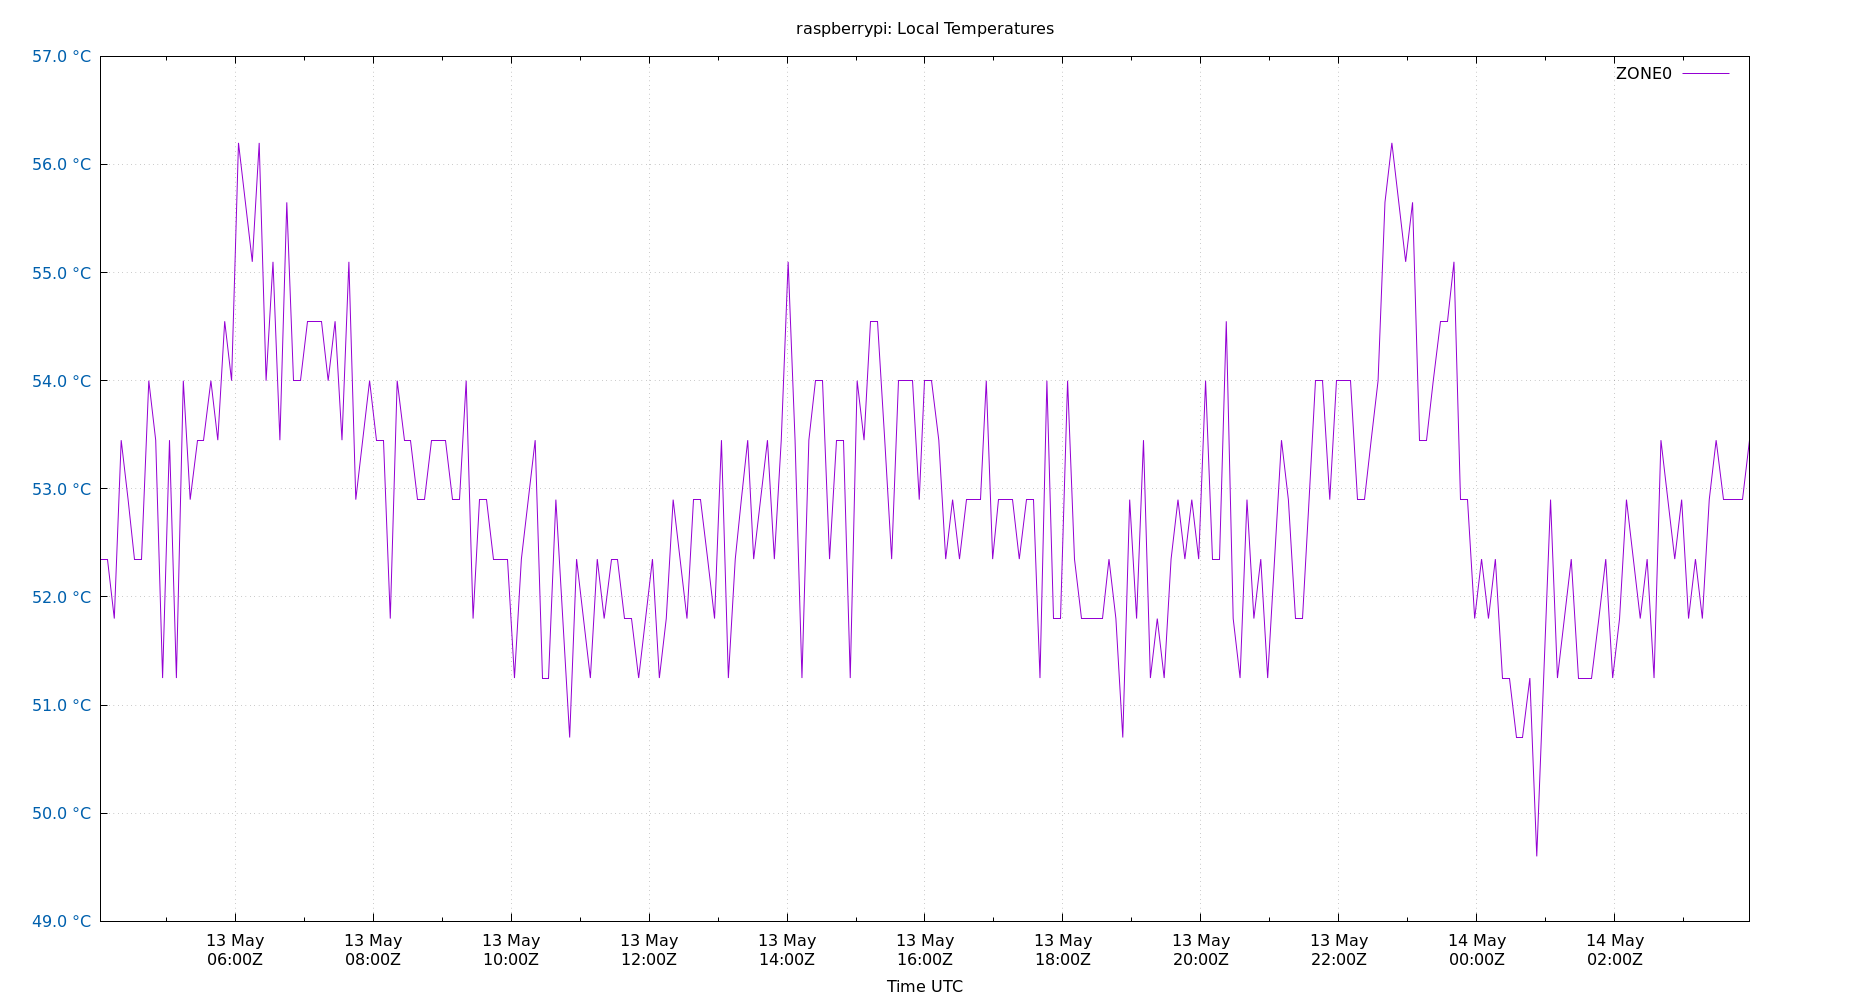 raspberrypi: Local Temperatures
57.0 °C
ZONE0
56.0 °C
55.0 °C
54.0 °C
53.0 °C
52.0 °C
51.0 °C
50.0 °C
49.0 °C
13 May 13 May 13 May 13 May 13 May 13 May 13 May 13 May 13 May 14 May 14 May
06:00Z 08:00Z 10:00Z 12:00Z 14:00Z 16:00Z 18:00Z 20:00Z 22:00Z 00:00Z 02:00Z
Time UTC